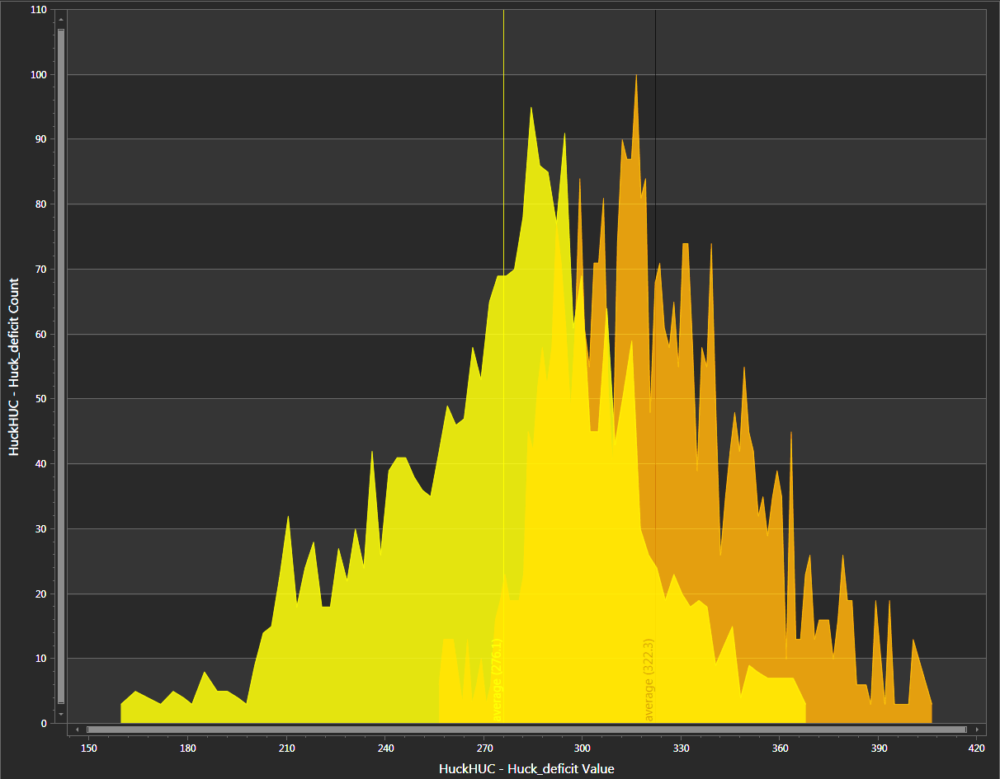 110
100
90
80
70
60
50
40
30
20
10
0
HuckHUC - Huck_deficit Count
average (276.1)
average (322.3)
150 180 210 240 270 300 330 360 390 420
HuckHUC - Huck_deficit Value